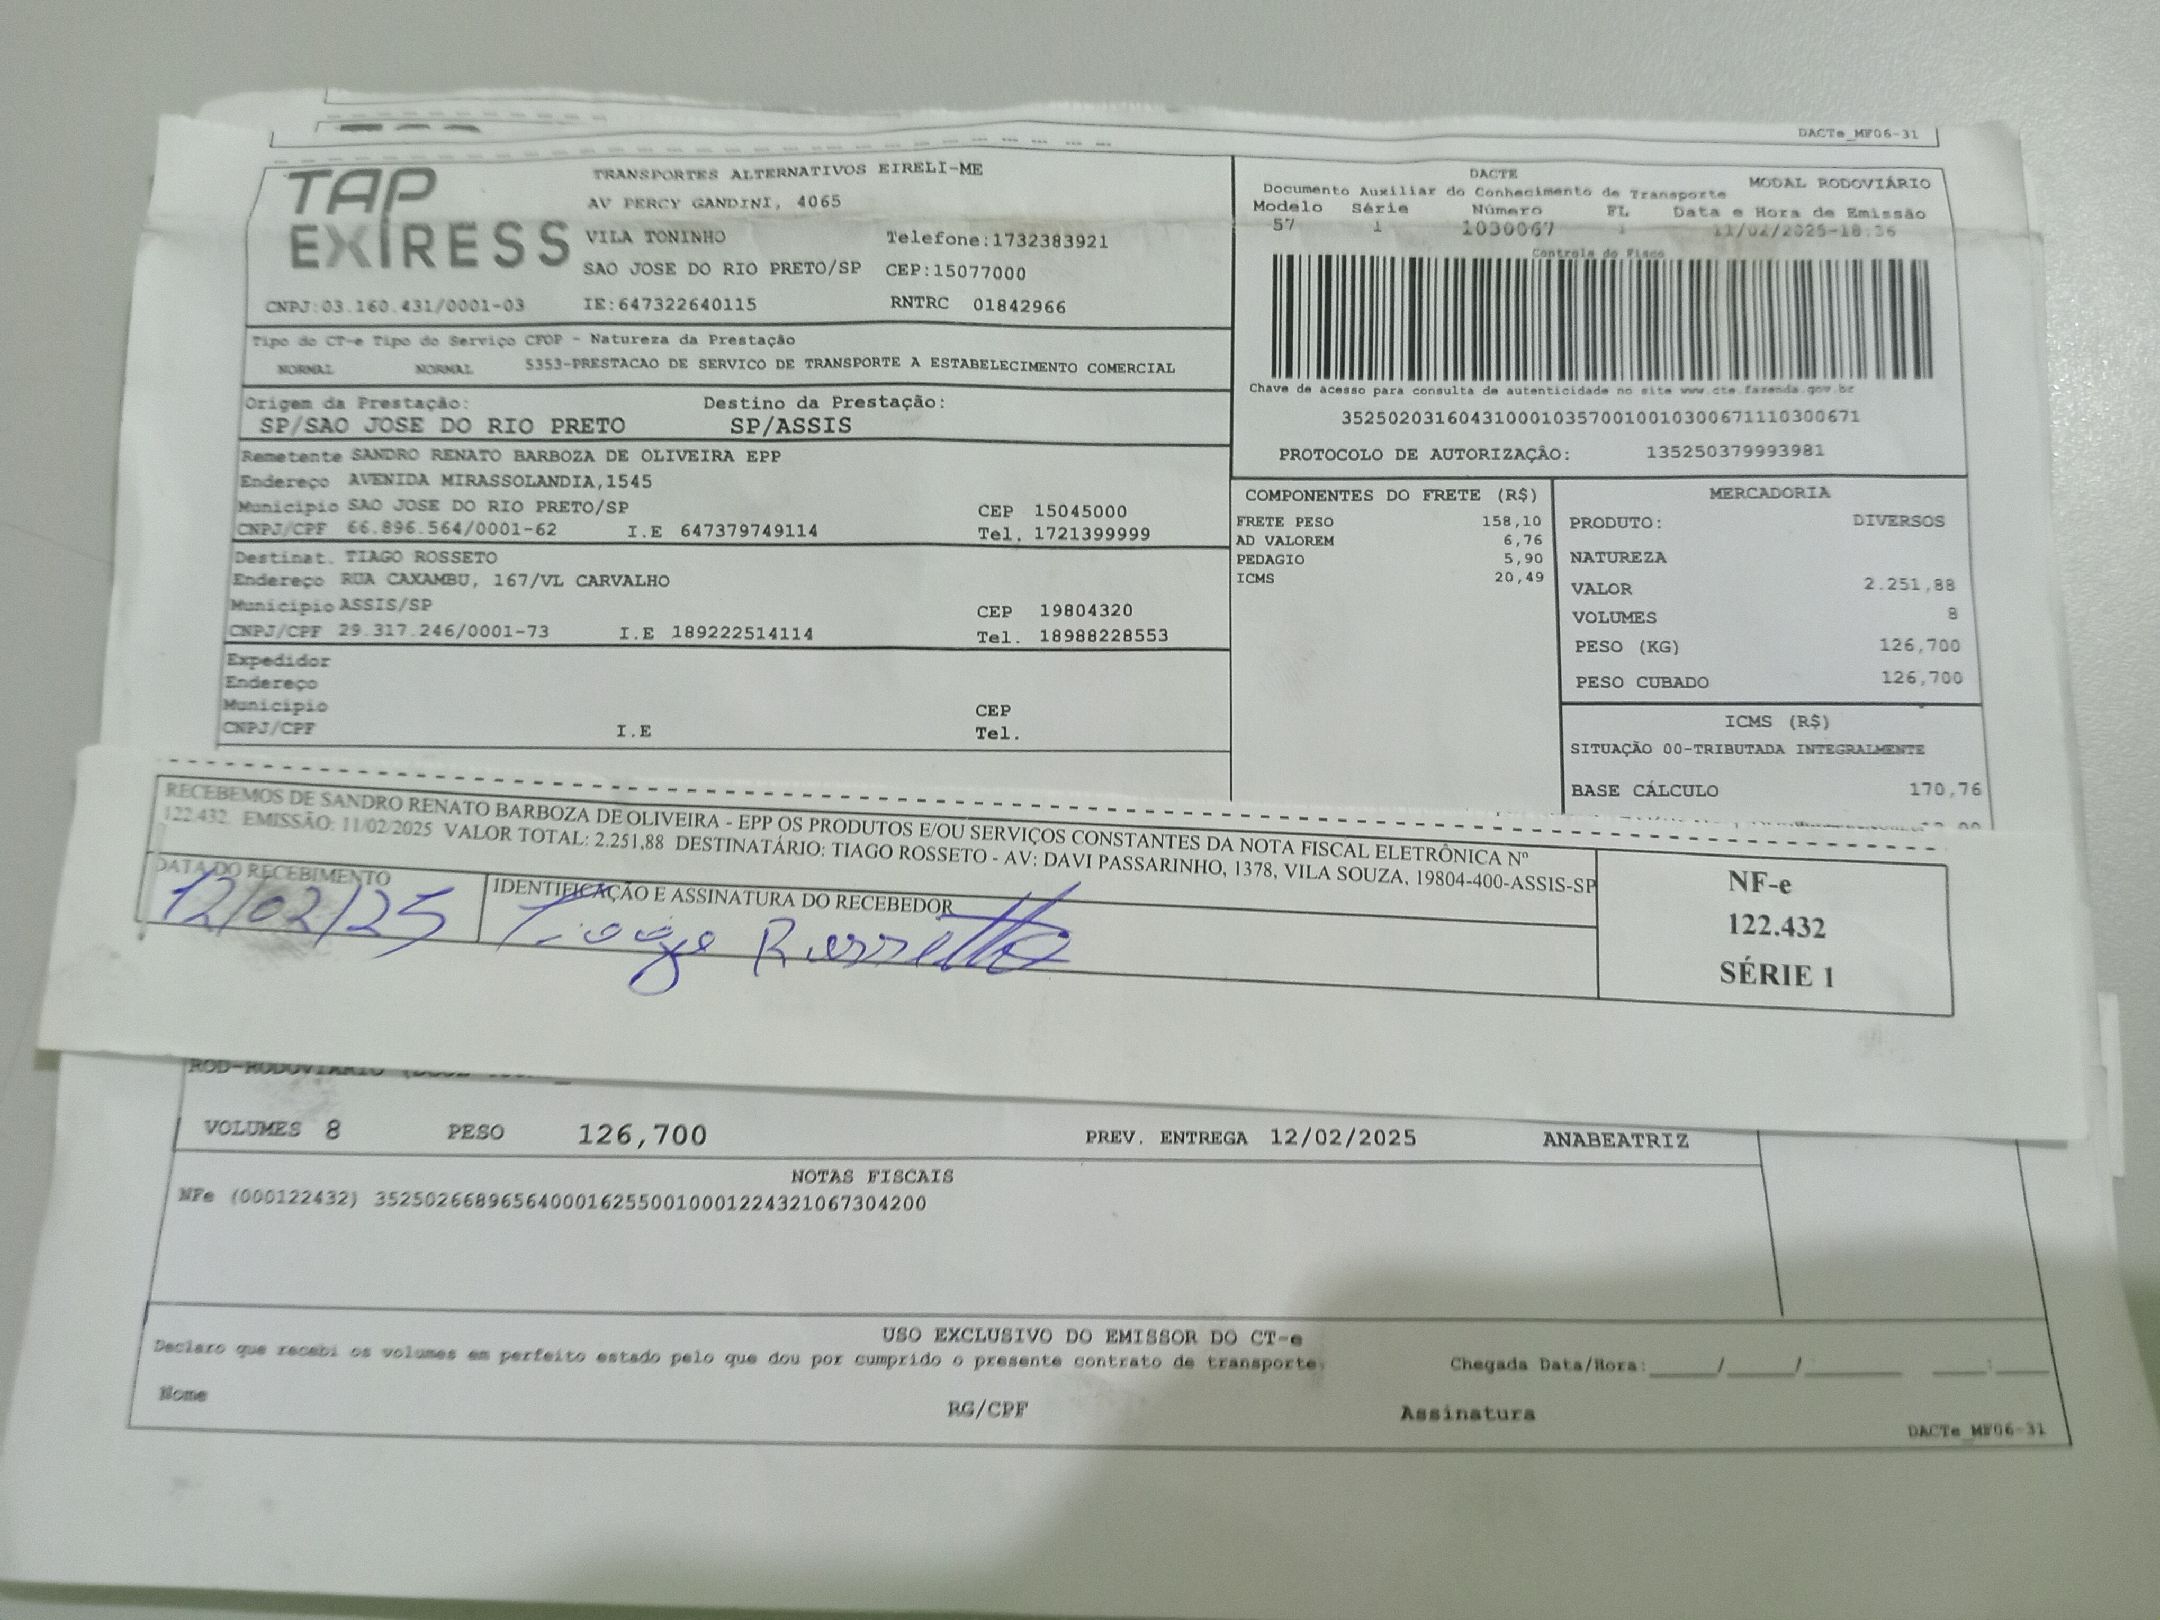 DACTe_MF06-31
TAP
EXPRESS
TRANSPORTES ALTERNATIVOS EIRELI-ME
AV PERCY GANDINI, 4065
VILA TONINHO Telefone:1732383921
SAO JOSE DO RIO PRETO/SP CEP:15077000
CNPJ:03.160.431/0001-03 IE:647322640115 RNTRC 01842966
DACTE
Documento Auxiliar do Conhecimento de Transporte MODAL RODOVIÁRIO
Modelo Série Número FL Data e Hora de Emissão
57 1 1030067 1 11/02/2025-18:36
Controle do Fisco
Chave de acesso para consulta de autenticidade no site www.cte.fazenda.gov.br
35250203160431000103570010010300671110300671
PROTOCOLO DE AUTORIZAÇÃO: 135250379993981
Tipo do CT-e Tipo do Serviço CFOP - Natureza da Prestação
NORMAL NORMAL 5353-PRESTACAO DE SERVICO DE TRANSPORTE A ESTABELECIMENTO COMERCIAL
Origem da Prestação: Destino da Prestação:
SP/SAO JOSE DO RIO PRETO SP/ASSIS
Remetente SANDRO RENATO BARBOZA DE OLIVEIRA EPP
Endereço AVENIDA MIRASSOLANDIA,1545
Município SAO JOSE DO RIO PRETO/SP CEP 15045000
CNPJ/CPF 66.896.564/0001-62 I.E 647379749114 Tel. 1721399999
Destinat. TIAGO ROSSETO
Endereço RUA CAXAMBU, 167/VL CARVALHO
Município ASSIS/SP CEP 19804320
CNPJ/CPF 29.317.246/0001-73 I.E 189222514114 Tel. 18988228553
Expedidor
Endereço
Município CEP
CNPJ/CPF I.E Tel.
COMPONENTES DO FRETE (R$)
FRETE PESO 158,10
AD VALOREM 6,76
PEDAGIO 5,90
ICMS 20,49
MERCADORIA
PRODUTO: DIVERSOS
NATUREZA
VALOR 2.251,88
VOLUMES 8
PESO (KG) 126,700
PESO CUBADO 126,700
ICMS (R$)
SITUAÇÃO 00-TRIBUTADA INTEGRALMENTE
BASE CÁLCULO 170,76
RECEBEMOS DE SANDRO RENATO BARBOZA DE OLIVEIRA - EPP OS PRODUTOS E/OU SERVIÇOS CONSTANTES DA NOTA FISCAL ELETRÔNICA Nº
122.432 EMISSÃO: 11/02/2025 VALOR TOTAL: 2.251,88 DESTINATÁRIO: TIAGO ROSSETO - AV: DAVI PASSARINHO, 1378, VILA SOUZA, 19804-400-ASSIS-SP
DATA DO RECEBIMENTO IDENTIFICAÇÃO E ASSINATURA DO RECEBEDOR
12/02/25 Tiago Rossetto
NF-e
122.432
SÉRIE 1
VOLUMES 8 PESO 126,700 PREV. ENTREGA 12/02/2025 ANABEATRIZ
NOTAS FISCAIS
NFe (000122432) 35250266896564000162550010001224321067304200
USO EXCLUSIVO DO EMISSOR DO CT-e
Declaro que recebi os volumes em perfeito estado pelo que dou por cumprido o presente contrato de transporte. Chegada Data/Hora:_____/_____/_______ ____:____
Nome RG/CPF Assinatura
DACTe_MF06-31